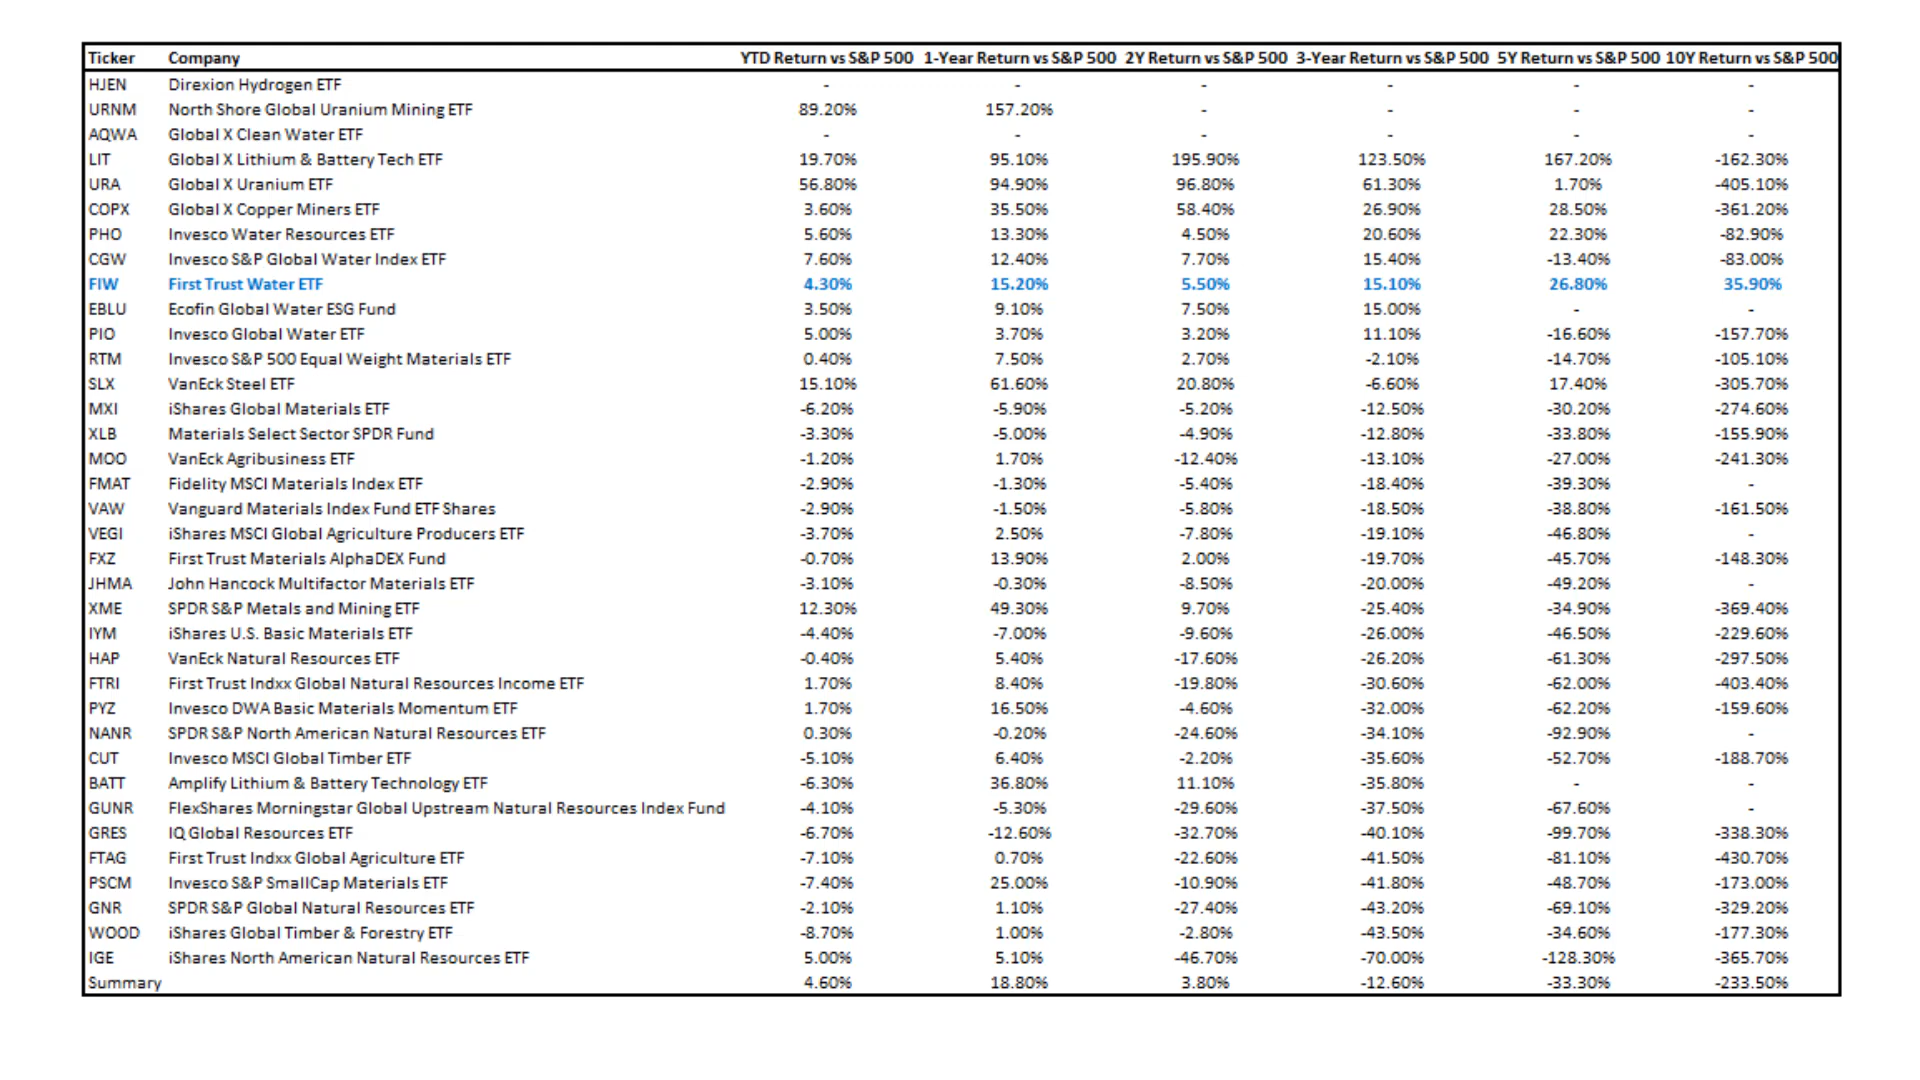 Ticker Company YTD Return vs S&P 500 1-Year Return vs S&P 500 2Y Return vs S&P 500 3-Year Return vs S&P 500 5Y Return vs S&P 500 10Y Return vs S&P 500
HJEN Direxion Hydrogen ETF - - - - - -
URNM North Shore Global Uranium Mining ETF 89.20% 157.20% - - - -
AQWA Global X Clean Water ETF - - - - - -
LIT Global X Lithium & Battery Tech ETF 19.70% 95.10% 195.90% 123.50% 167.20% -162.30%
URA Global X Uranium ETF 56.80% 94.90% 96.80% 61.30% 1.70% -405.10%
COPX Global X Copper Miners ETF 3.60% 35.50% 58.40% 26.90% 28.50% -361.20%
PHO Invesco Water Resources ETF 5.60% 13.30% 4.50% 20.60% 22.30% -82.90%
CGW Invesco S&P Global Water Index ETF 7.60% 12.40% 7.70% 15.40% -13.40% -83.00%
FIW First Trust Water ETF 4.30% 15.20% 5.50% 15.10% 26.80% 35.90%
EBLU Ecofin Global Water ESG Fund 3.50% 9.10% 7.50% 15.00% - -
PIO Invesco Global Water ETF 5.00% 3.70% 3.20% 11.10% -16.60% -157.70%
RTM Invesco S&P 500 Equal Weight Materials ETF 0.40% 7.50% 2.70% -2.10% -14.70% -105.10%
SLX VanEck Steel ETF 15.10% 61.60% 20.80% -6.60% 17.40% -305.70%
MXI iShares Global Materials ETF -6.20% -5.90% -5.20% -12.50% -30.20% -274.60%
XLB Materials Select Sector SPDR Fund -3.30% -5.00% -4.90% -12.80% -33.80% -155.90%
MOO VanEck Agribusiness ETF -1.20% 1.70% -12.40% -13.10% -27.00% -241.30%
FMAT Fidelity MSCI Materials Index ETF -2.90% -1.30% -5.40% -18.40% -39.30% -
VAW Vanguard Materials Index Fund ETF Shares -2.90% -1.50% -5.80% -18.50% -38.80% -161.50%
VEGI iShares MSCI Global Agriculture Producers ETF -3.70% 2.50% -7.80% -19.10% -46.80% -
FXZ First Trust Materials AlphaDEX Fund -0.70% 13.90% 2.00% -19.70% -45.70% -148.30%
JHMA John Hancock Multifactor Materials ETF -3.10% -0.30% -8.50% -20.00% -49.20% -
XME SPDR S&P Metals and Mining ETF 12.30% 49.30% 9.70% -25.40% -34.90% -369.40%
IYM iShares U.S. Basic Materials ETF -4.40% -7.00% -9.60% -26.00% -46.50% -229.60%
HAP VanEck Natural Resources ETF -0.40% 5.40% -17.60% -26.20% -61.30% -297.50%
FTRI First Trust Indxx Global Natural Resources Income ETF 1.70% 8.40% -19.80% -30.60% -62.00% -403.40%
PYZ Invesco DWA Basic Materials Momentum ETF 1.70% 16.50% -4.60% -32.00% -62.20% -159.60%
NANR SPDR S&P North American Natural Resources ETF 0.30% -0.20% -24.60% -34.10% -92.90% -
CUT Invesco MSCI Global Timber ETF -5.10% 6.40% -2.20% -35.60% -52.70% -188.70%
BATT Amplify Lithium & Battery Technology ETF -6.30% 36.80% 11.10% -35.80% - -
GUNR FlexShares Morningstar Global Upstream Natural Resources Index Fund -4.10% -5.30% -29.60% -37.50% -67.60% -
GRES IQ Global Resources ETF -6.70% -12.60% -32.70% -40.10% -99.70% -338.30%
FTAG First Trust Indxx Global Agriculture ETF -7.10% 0.70% -22.60% -41.50% -81.10% -430.70%
PSCM Invesco S&P SmallCap Materials ETF -7.40% 25.00% -10.90% -41.80% -48.70% -173.00%
GNR SPDR S&P Global Natural Resources ETF -2.10% 1.10% -27.40% -43.20% -69.10% -329.20%
WOOD iShares Global Timber & Forestry ETF -8.70% 1.00% -2.80% -43.50% -34.60% -177.30%
IGE iShares North American Natural Resources ETF 5.00% 5.10% -46.70% -70.00% -128.30% -365.70%
Summary 4.60% 18.80% 3.80% -12.60% -33.30% -233.50%